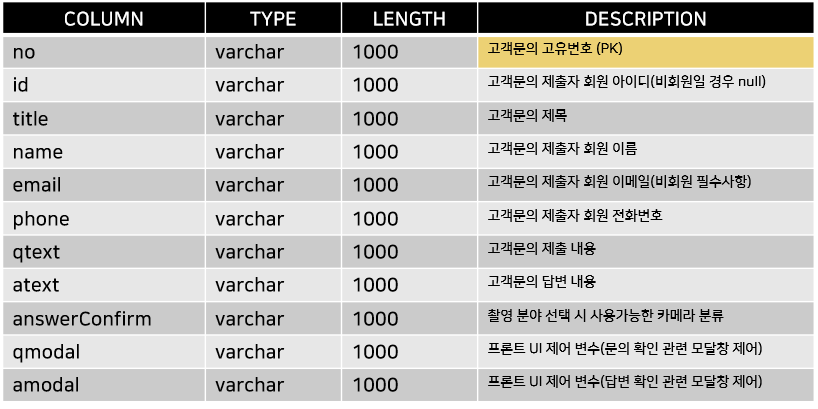 COLUMN TYPE LENGTH DESCRIPTION
no varchar 1000 고객문의 고유번호 (PK)
id varchar 1000 고객문의 제출자 회원 아이디(비회원일 경우 null)
title varchar 1000 고객문의 제목
name varchar 1000 고객문의 제출자 회원 이름
email varchar 1000 고객문의 제출자 회원 이메일(비회원 필수사항)
phone varchar 1000 고객문의 제출자 회원 전화번호
qtext varchar 1000 고객문의 제출 내용
atext varchar 1000 고객문의 답변 내용
answerConfirm varchar 1000 촬영 분야 선택 시 사용가능한 카메라 분류
qmodal varchar 1000 프론트 UI 제어 변수(문의 확인 관련 모달창 제어)
amodal varchar 1000 프론트 UI 제어 변수(답변 확인 관련 모달창 제어)